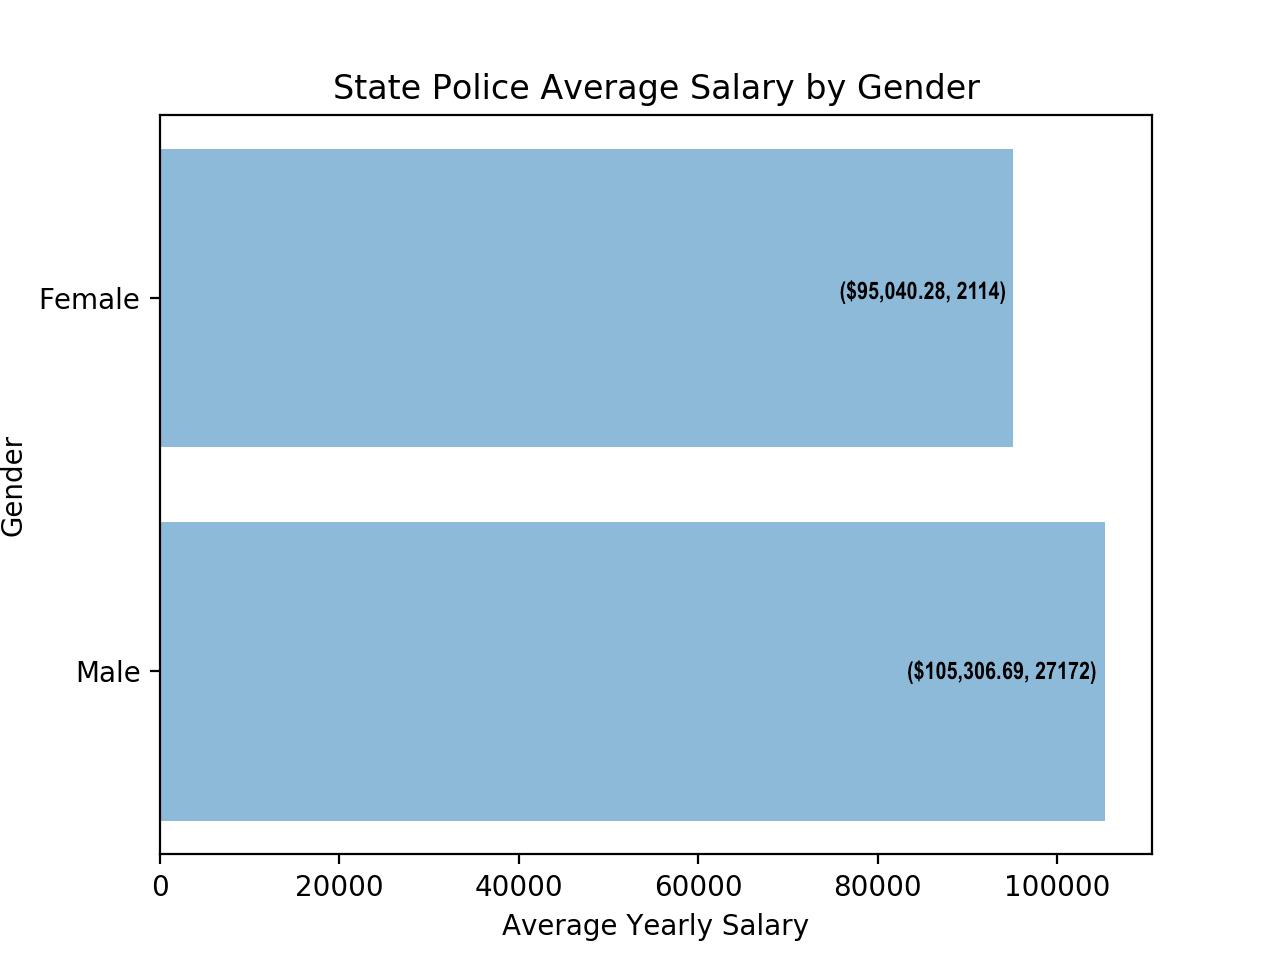 State Police Average Salary by Gender
Female
($95,040.28, 2114)
Gender
Male
($105,306.69, 27172)
0 20000 40000 60000 80000 100000
Average Yearly Salary